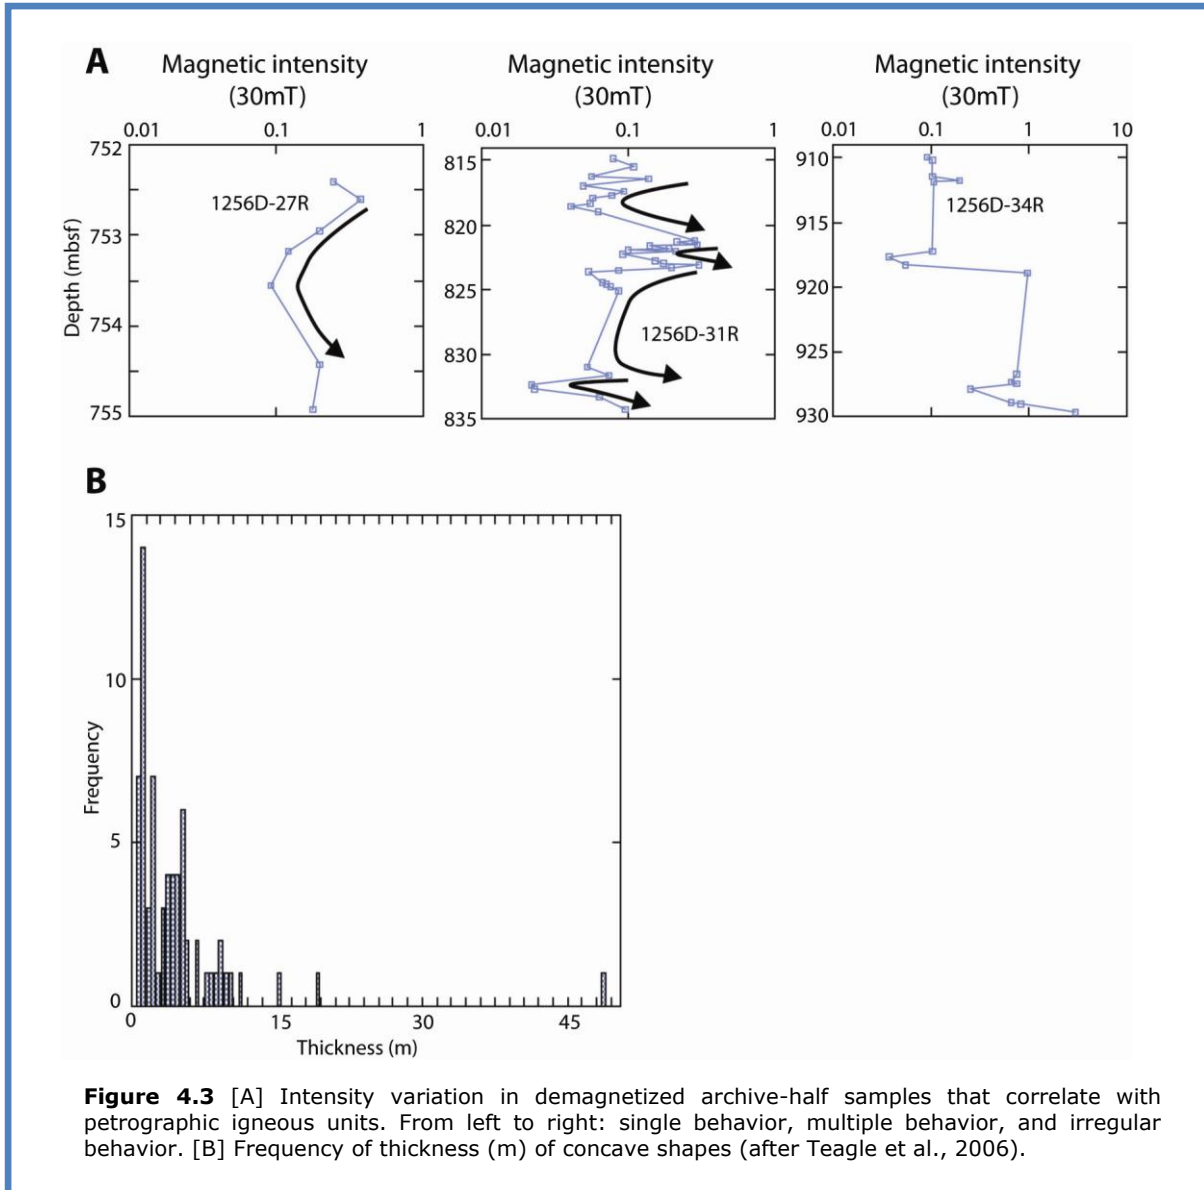 A
Magnetic intensity
(30mT)
Magnetic intensity
(30mT)
Magnetic intensity
(30mT)
0.01 0.1 1
0.01 0.1 1
0.01 0.1 1 10
Depth (mbsf)
752
753
754
755
1256D-27R
815
820
825
830
835
1256D-31R
910
915
920
925
930
1256D-34R
B
Frequency
15
10
5
0
0 15 30 45
Thickness (m)
Figure 4.3 [A] Intensity variation in demagnetized archive-half samples that correlate with
petrographic igneous units. From left to right: single behavior, multiple behavior, and irregular
behavior. [B] Frequency of thickness (m) of concave shapes (after Teagle et al., 2006).